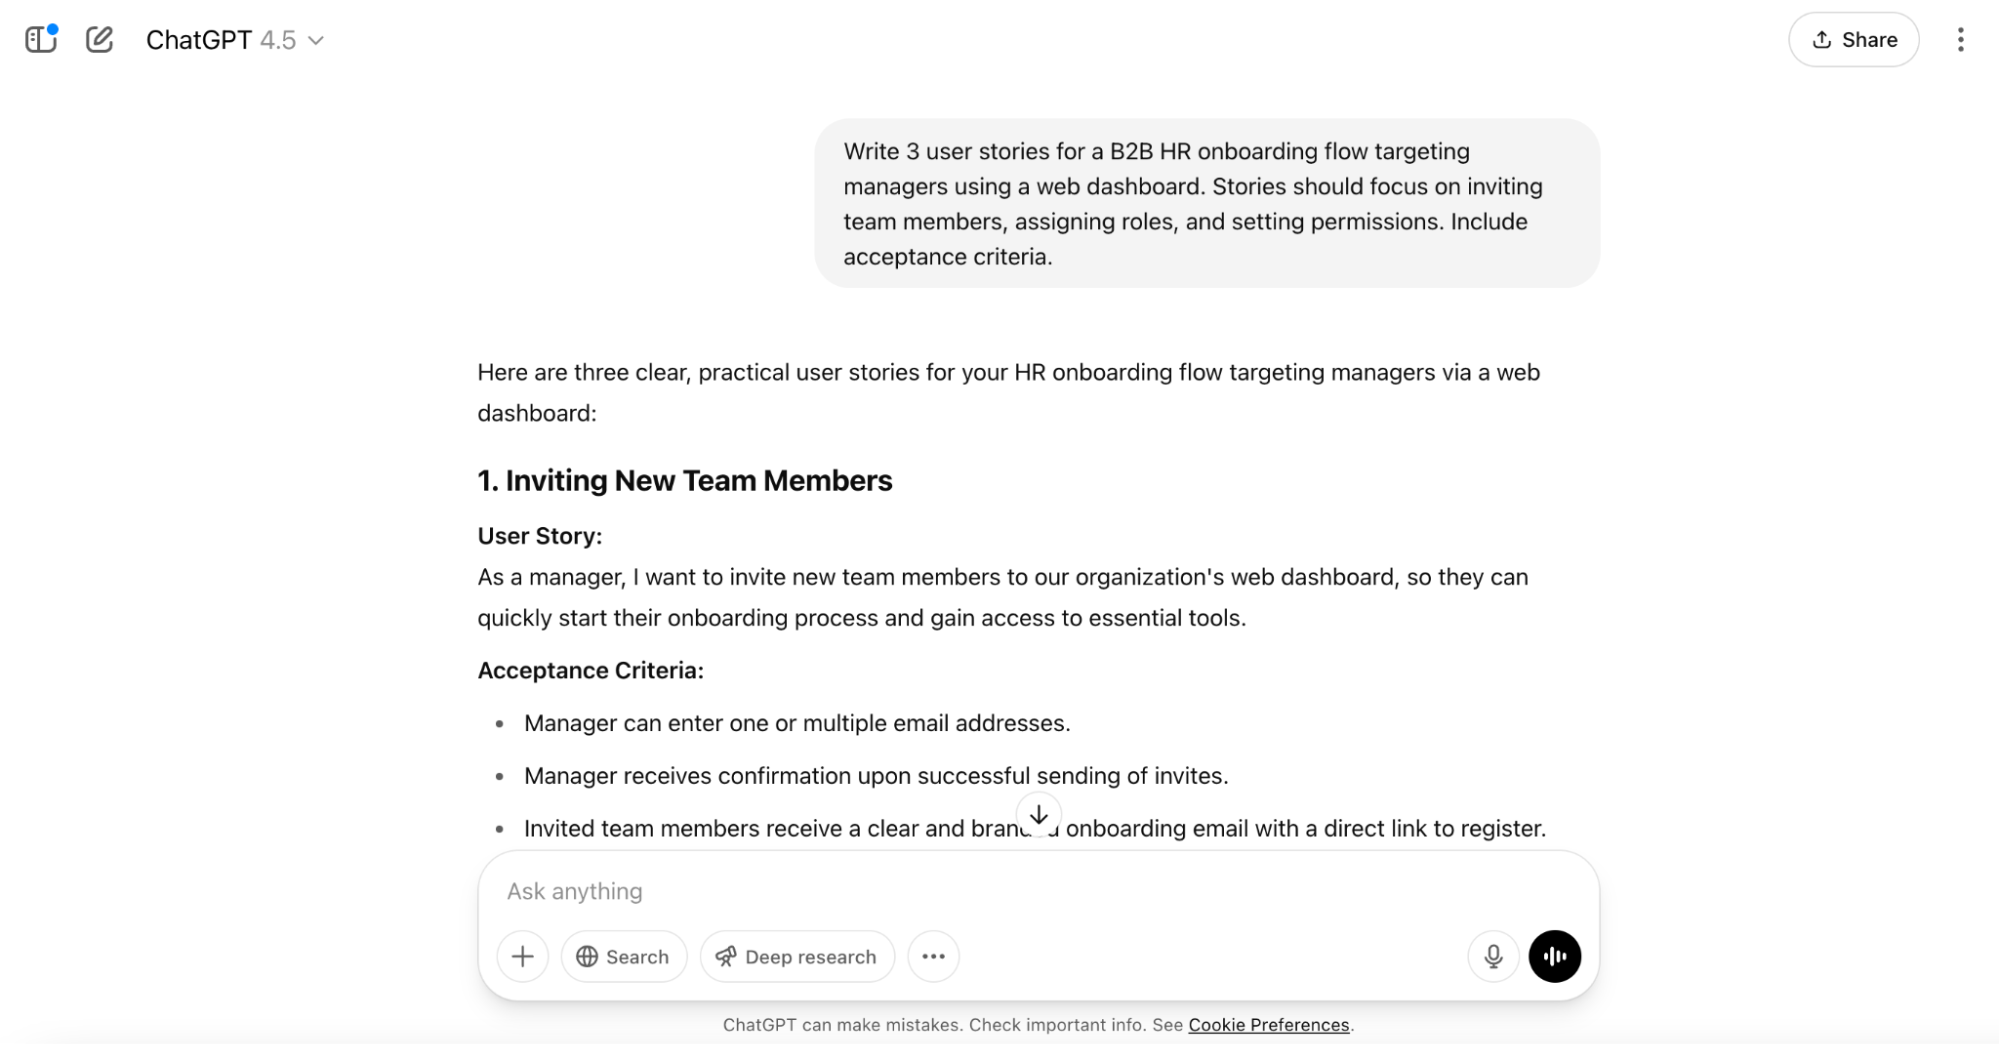 ChatGPT 4.5
Share
Write 3 user stories for a B2B HR onboarding flow targeting
managers using a web dashboard. Stories should focus on inviting
team members, assigning roles, and setting permissions. Include
acceptance criteria.
Here are three clear, practical user stories for your HR onboarding flow targeting managers via a web
dashboard:
1. Inviting New Team Members
User Story:
As a manager, I want to invite new team members to our organization's web dashboard, so they can
quickly start their onboarding process and gain access to essential tools.
Acceptance Criteria:
• Manager can enter one or multiple email addresses.
• Manager receives confirmation upon successful sending of invites.
• Invited team members receive a clear and branded onboarding email with a direct link to register.
Ask anything
Search
Deep research
ChatGPT can make mistakes. Check important info. See Cookie Preferences.